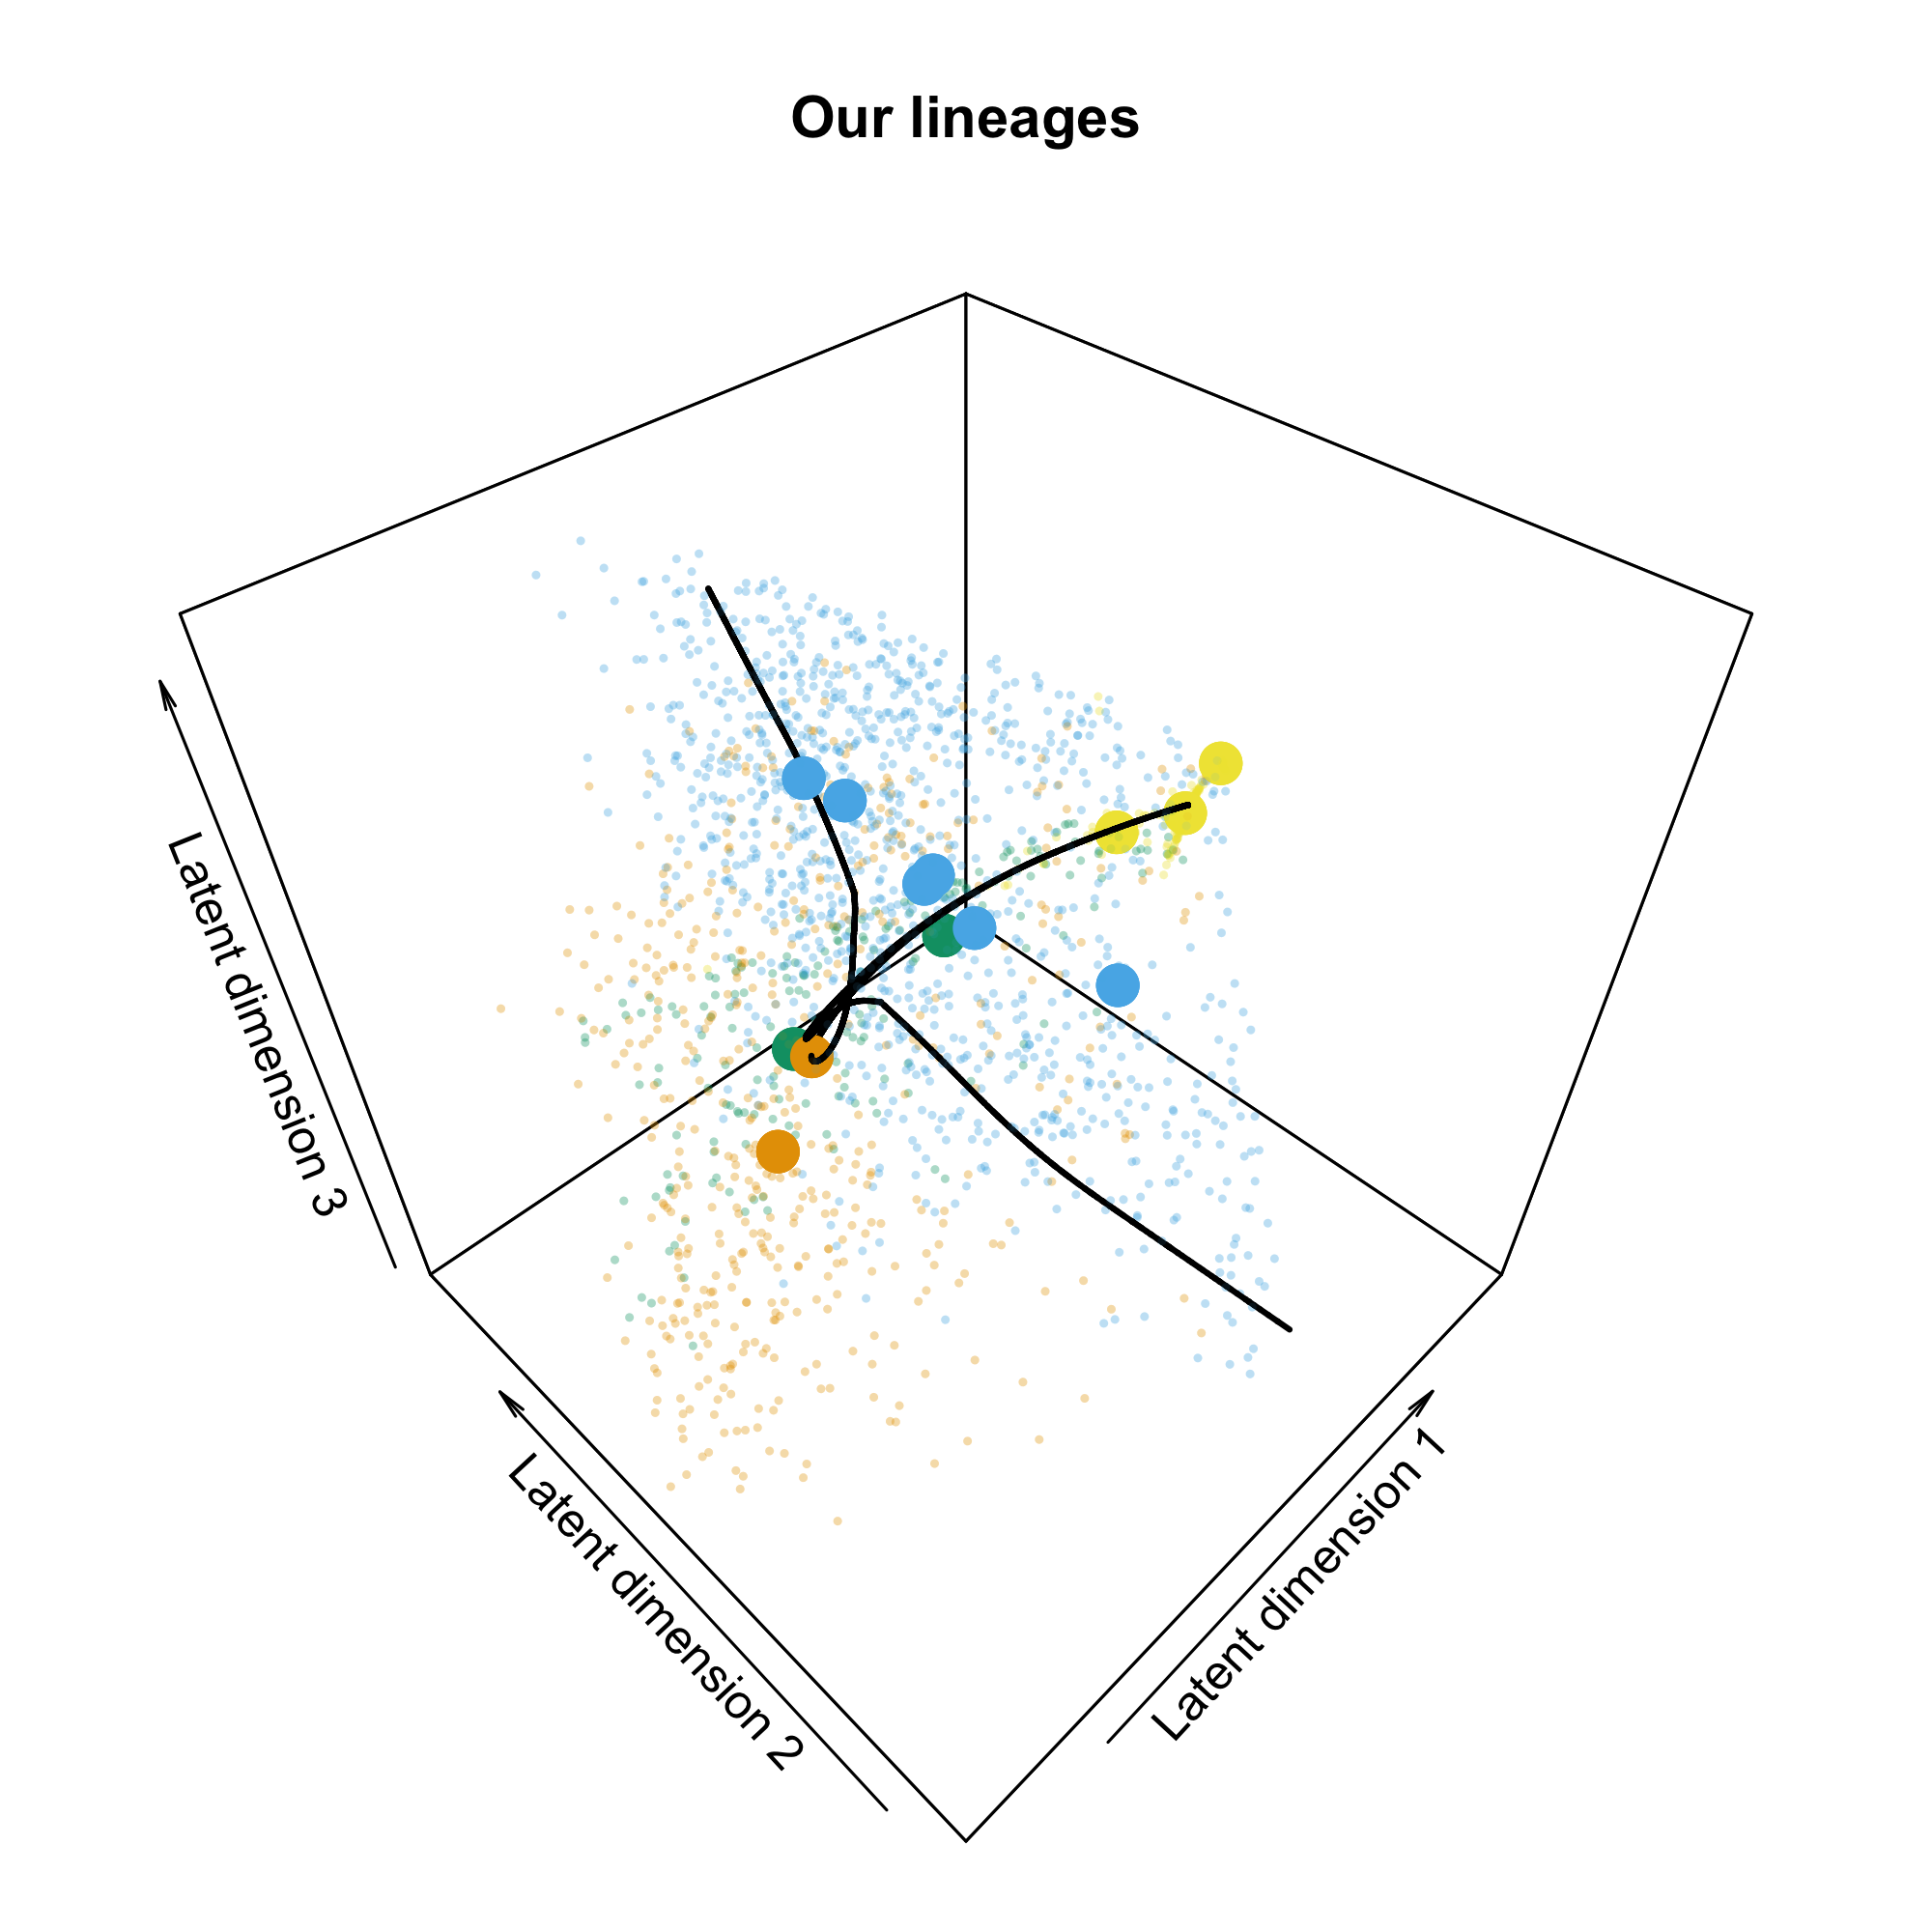 Our lineages
Latent dimension 3
Latent dimension 2
Latent dimension 1